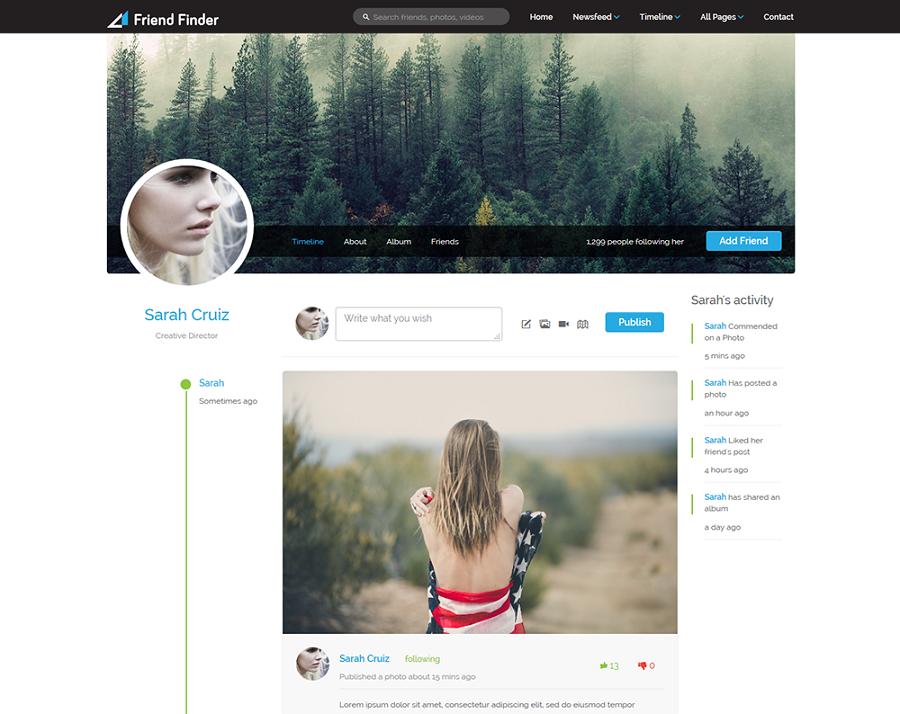 Friend Finder
Search friends, photos, videos
Home
Newsfeed
Timeline
All Pages
Contact
Timeline
About
Album
Friends
1,299 people following her
Add Friend
Sarah Cruiz
Creative Director
Write what you wish
Publish
Sarah
Sometimes ago
Sarah Cruiz
following
Published a photo about 15 mins ago
13
0
Lorem ipsum dolor sit amet, consectetur adipiscing elit, sed do eiusmod tempor
Sarah's activity
Sarah Commended
on a Photo
5 mins ago
Sarah Has posted a
photo
an hour ago
Sarah Liked her
friend's post
4 hours ago
Sarah has shared an
album
a day ago